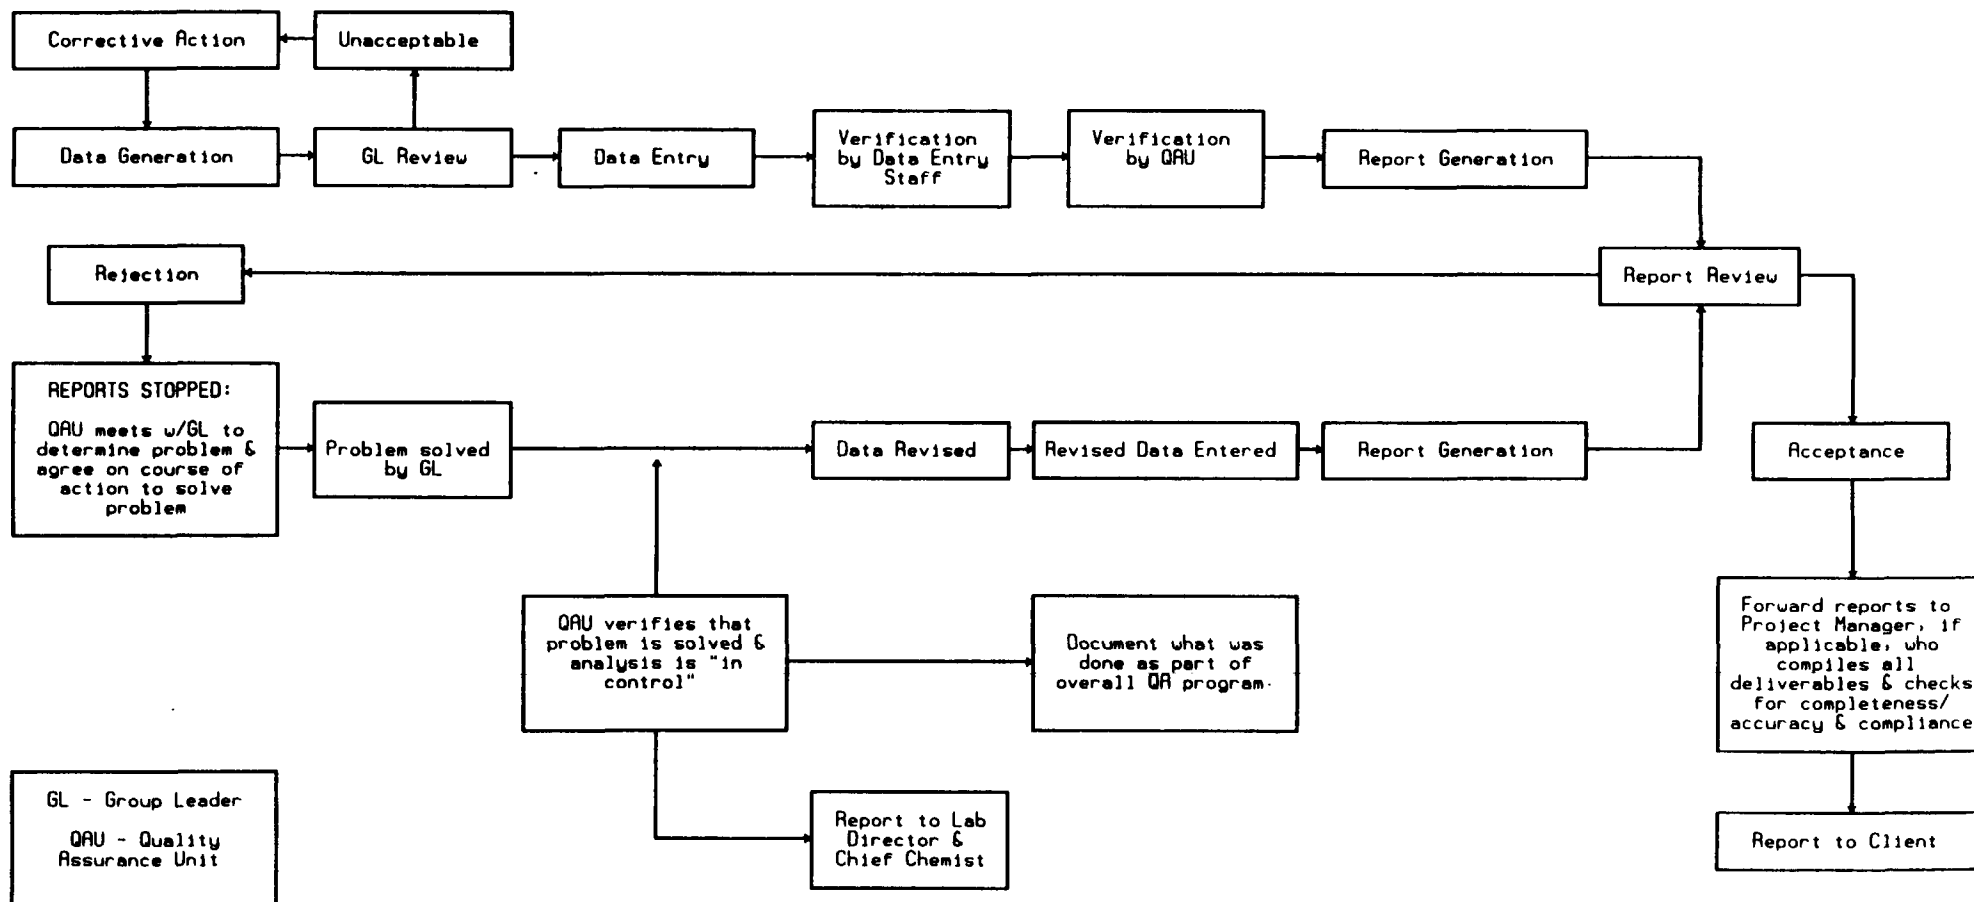 Corrective Action
Unacceptable
Data Generation
GL Review
Data Entry
Verification
by Data Entry
Staff
Verification
by QAU
Report Generation
Rejection
Report Review
REPORTS STOPPED:
QAU meets w/GL to
determine problem &
agree on course of
action to solve
problem
Problem solved
by GL
Data Revised
Revised Data Entered
Report Generation
Acceptance
QAU verifies that
problem is solved &
analysis is "in
control"
Document what was
done as part of
overall QA program.
Forward reports to
Project Manager, if
applicable, who
compiles all
deliverables & checks
for completeness/
accuracy & compliance
GL - Group Leader
QAU - Quality
Assurance Unit
Report to Lab
Director &
Chief Chemist
Report to Client